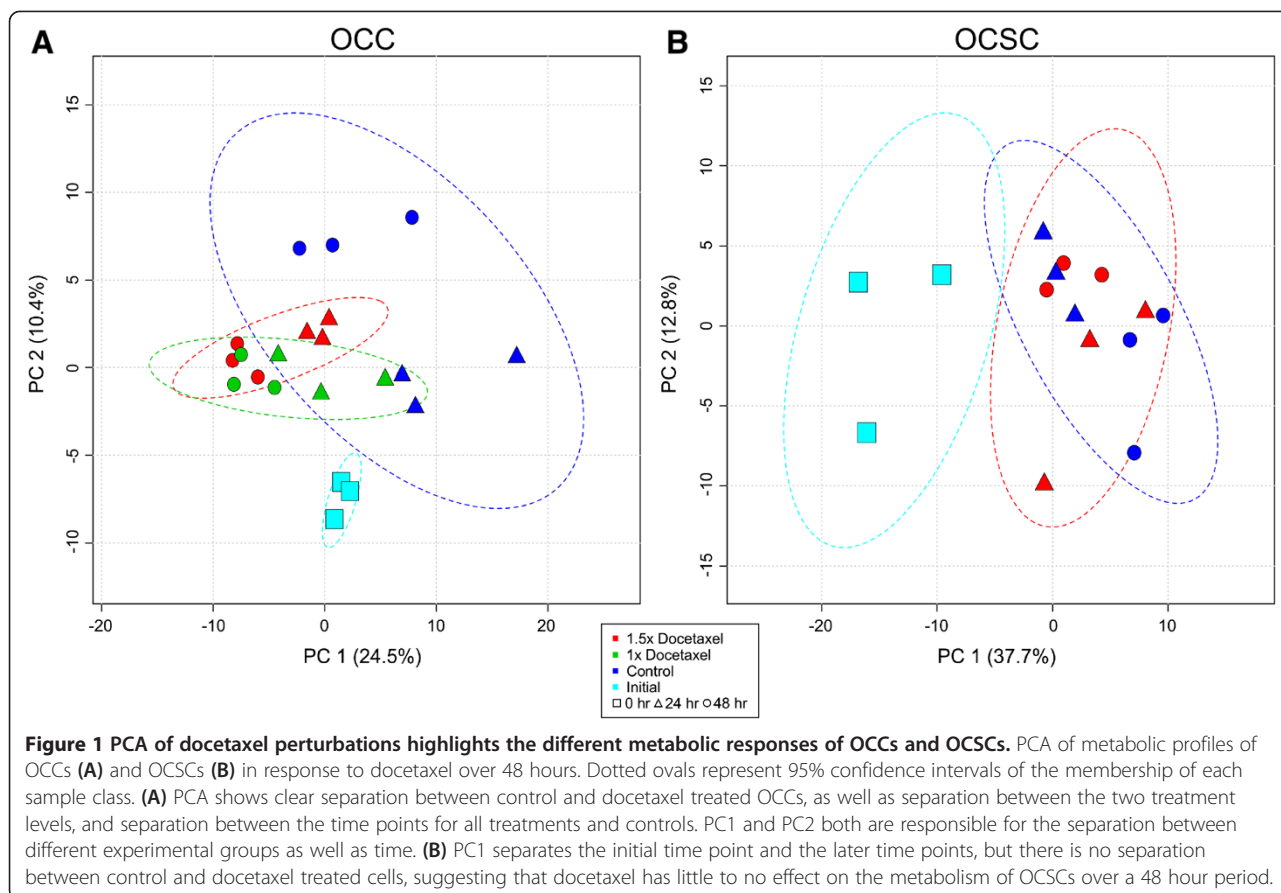 A
OCC
B
OCSC
15
10
5
0
-5
-10
PC 2 (10.4%)
-20
-10
0
10
20
PC 1 (24.5%)
15
10
5
0
-5
-10
-15
PC 2 (12.8%)
-20
-10
0
10
PC 1 (37.7%)
1.5x Docetaxel
1x Docetaxel
Control
Initial
0 hr 24 hr 48 hr
Figure 1 PCA of docetaxel perturbations highlights the different metabolic responses of OCCs and OCSCs. PCA of metabolic profiles of
OCCs (A) and OCSCs (B) in response to docetaxel over 48 hours. Dotted ovals represent 95% confidence intervals of the membership of each
sample class. (A) PCA shows clear separation between control and docetaxel treated OCCs, as well as separation between the two treatment
levels, and separation between the time points for all treatments and controls. PC1 and PC2 both are responsible for the separation between
different experimental groups as well as time. (B) PC1 separates the initial time point and the later time points, but there is no separation
between control and docetaxel treated cells, suggesting that docetaxel has little to no effect on the metabolism of OCSCs over a 48 hour period.